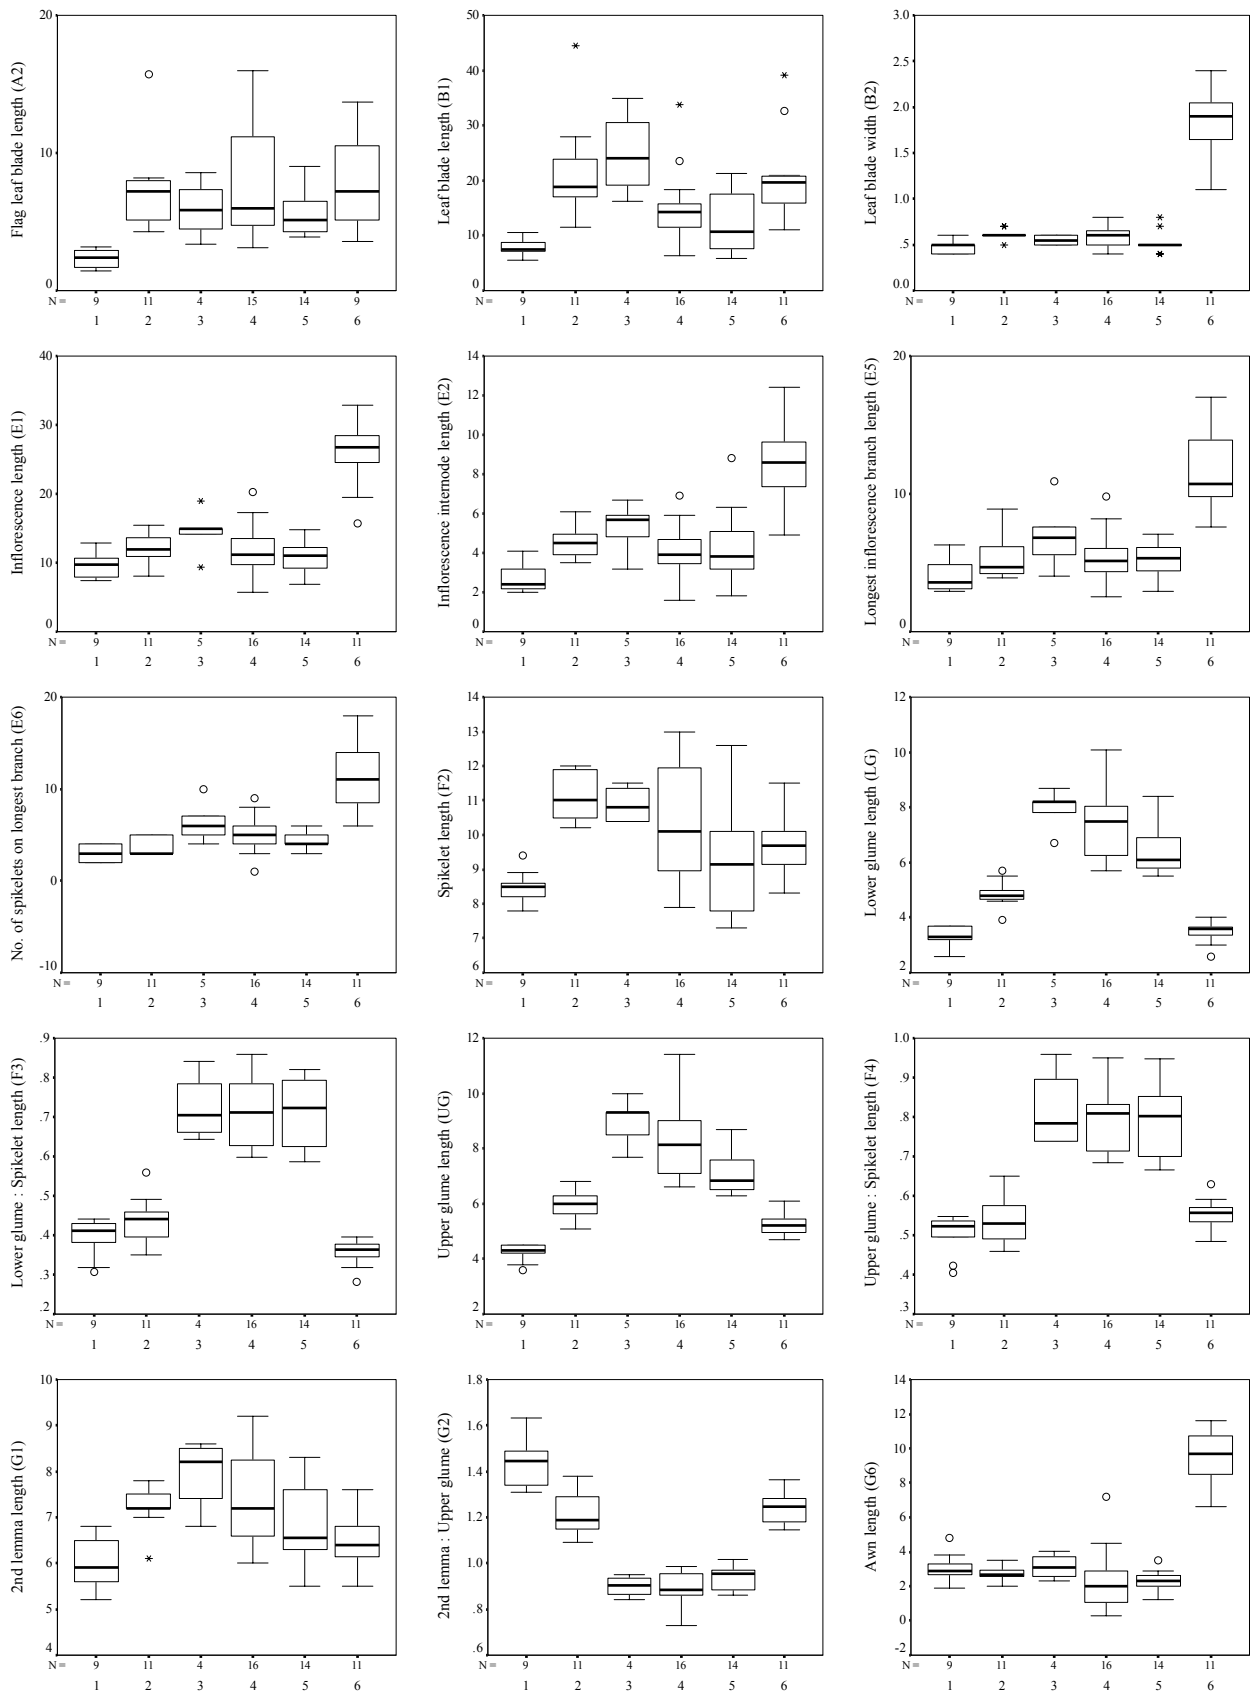 Flag leaf blade length (A2)
20
10
0
N = 9 11 4 15 14 9
1 2 3 4 5 6
Leaf blade length (B1)
50
40
30
20
10
0
N = 9 11 4 16 14 11
1 2 3 4 5 6
Leaf blade width (B2)
3.0
2.5
2.0
1.5
1.0
.5
0.0
N = 9 11 4 16 14 11
1 2 3 4 5 6
Inflorescence length (E1)
40
30
20
10
0
N = 9 11 5 16 14 11
1 2 3 4 5 6
Inflorescence internode length (E2)
14
12
10
8
6
4
2
0
N = 9 11 5 16 14 11
1 2 3 4 5 6
Longest inflorescence branch length (E5)
20
10
0
N = 9 11 5 16 14 11
1 2 3 4 5 6
No. of spikelets on longest branch (E6)
20
10
0
-10
N = 9 11 5 16 14 11
1 2 3 4 5 6
Spikelet length (F2)
14
13
12
11
10
9
8
7
6
N = 9 11 4 16 14 11
1 2 3 4 5 6
Lower glume length (LG)
12
10
8
6
4
2
N = 9 11 5 16 14 11
1 2 3 4 5 6
Lower glume : Spikelet length (F3)
.9
.8
.7
.6
.5
.4
.3
.2
N = 9 11 4 16 14 11
1 2 3 4 5 6
Upper glume length (UG)
12
10
8
6
4
2
N = 9 11 5 16 14 11
1 2 3 4 5 6
Upper glume : Spikelet length (F4)
1.0
.9
.8
.7
.6
.5
.4
.3
N = 9 11 4 16 14 11
1 2 3 4 5 6
2nd lemma length (G1)
10
9
8
7
6
5
4
N = 9 11 4 16 14 11
1 2 3 4 5 6
2nd lemma : Upper glume (G2)
1.8
1.6
1.4
1.2
1.0
.8
.6
N = 9 11 4 16 14 11
1 2 3 4 5 6
Awn length (G6)
14
12
10
8
6
4
2
0
-2
N = 9 11 4 16 14 11
1 2 3 4 5 6